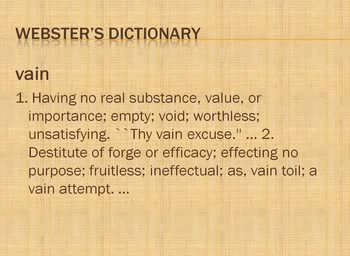 WEBSTER'S DICTIONARY
vain
1. Having no real substance, value, or
importance; empty; void; worthless;
unsatisfying. ``Thy vain excuse.'' ... 2.
Destitute of forge or efficacy; effecting no
purpose; fruitless; ineffectual; as, vain toil; a
vain attempt. ...